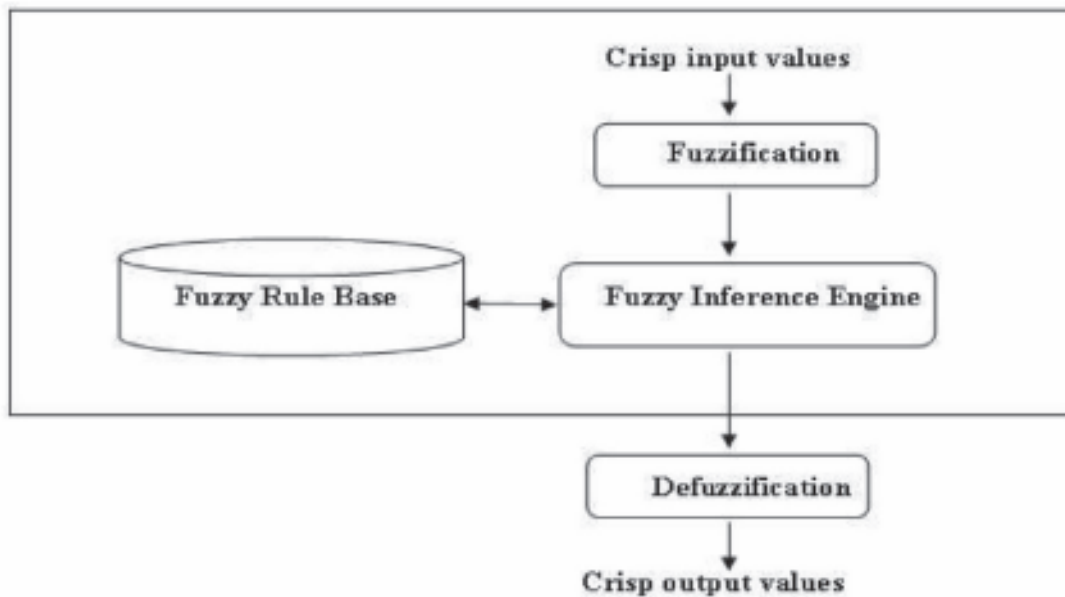 Crisp input values
Fuzzification
Fuzzy Rule Base
Fuzzy Inference Engine
Defuzzification
Crisp output values